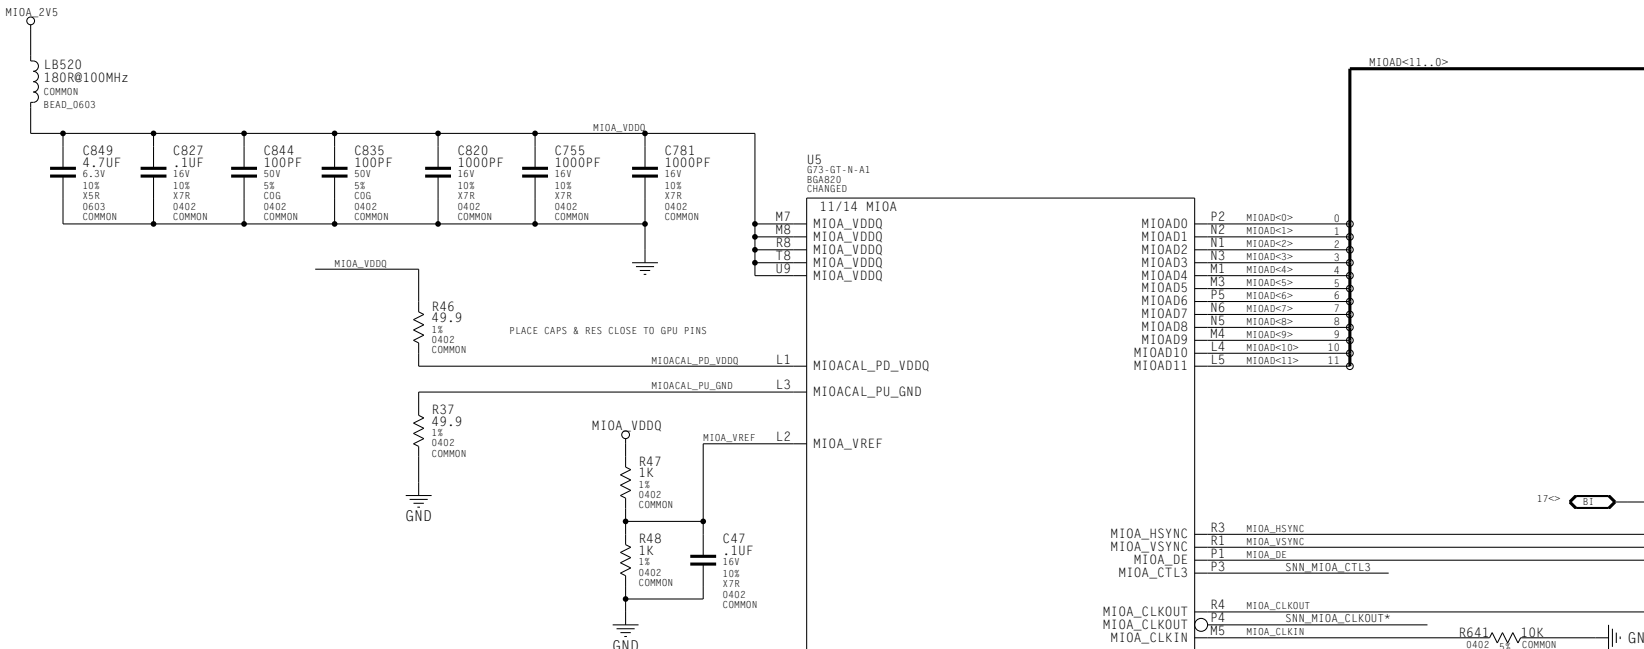 MIOA_2V5
LB520
180R@100MHz
COMMON
BEAD_0603
MIOA_VDDQ
C849
4.7UF
6.3V
10%
X5R
0603
COMMON
C827
.1UF
16V
10%
X7R
0402
COMMON
C844
100PF
50V
5%
COG
0402
COMMON
C835
100PF
50V
5%
COG
0402
COMMON
C820
1000PF
16V
10%
X7R
0402
COMMON
C755
1000PF
16V
10%
X7R
0402
COMMON
C781
1000PF
16V
10%
X7R
0402
COMMON
MIOA_VDDQ
R46
49.9
1%
0402
COMMON
PLACE CAPS & RES CLOSE TO GPU PINS
MIOACAL_PD_VDDQ
MIOACAL_PU_GND
R37
49.9
1%
0402
COMMON
GND
MIOA_VDDQ
MIOA_VREF
R47
1K
1%
0402
COMMON
R48
1K
1%
0402
COMMON
C47
.1UF
16V
10%
X7R
0402
COMMON
GND
U5
G73-GT-N-A1
BGA820
CHANGED
11/14 MIOA
M7 MIOA_VDDQ
M8 MIOA_VDDQ
R8 MIOA_VDDQ
T8 MIOA_VDDQ
U9 MIOA_VDDQ
L1 MIOACAL_PD_VDDQ
L3 MIOACAL_PU_GND
L2 MIOA_VREF
MIOAD<11..0>
MIOAD0 P2 MIOAD<0> 0
MIOAD1 N2 MIOAD<1> 1
MIOAD2 N1 MIOAD<2> 2
MIOAD3 N3 MIOAD<3> 3
MIOAD4 M1 MIOAD<4> 4
MIOAD5 M3 MIOAD<5> 5
MIOAD6 P5 MIOAD<6> 6
MIOAD7 N6 MIOAD<7> 7
MIOAD8 N5 MIOAD<8> 8
MIOAD9 M4 MIOAD<9> 9
MIOAD10 L4 MIOAD<10> 10
MIOAD11 L5 MIOAD<11> 11
17<> BI
MIOA_HSYNC R3 MIOA_HSYNC
MIOA_VSYNC R1 MIOA_VSYNC
MIOA_DE P1 MIOA_DE
MIOA_CTL3 P3 SNN_MIOA_CTL3
MIOA_CLKOUT R4 MIOA_CLKOUT
MIOA_CLKOUT P4 SNN_MIOA_CLKOUT*
MIOA_CLKIN M5 MIOA_CLKIN
R641 10K
0402 5% COMMON
GN